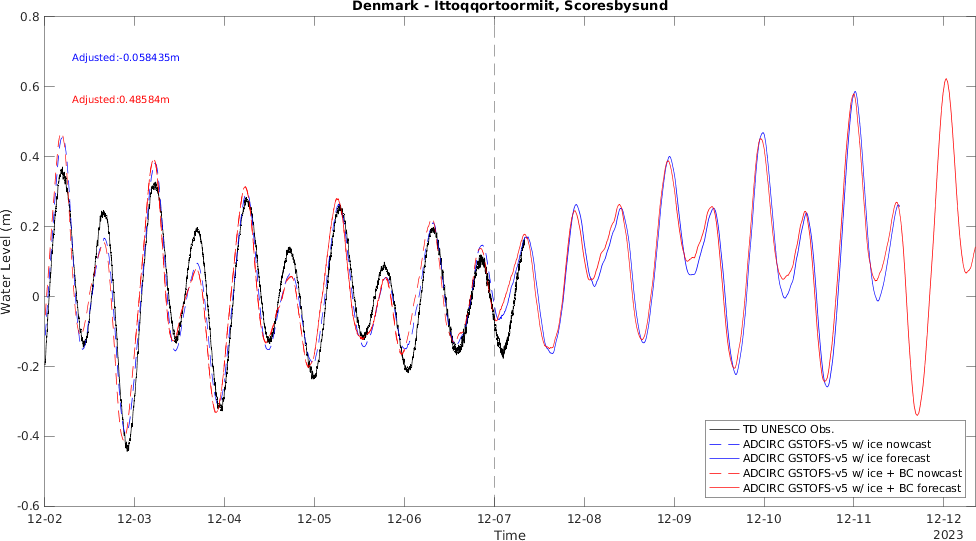 Denmark - Ittoqqortoormiit, Scoresbysund
Adjusted:-0.058435m
Adjusted:0.48584m
Water Level (m)
0.8
0.6
0.4
0.2
0
-0.2
-0.4
-0.6
TD UNESCO Obs.
ADCIRC GSTOFS-v5 w/ ice nowcast
ADCIRC GSTOFS-v5 w/ ice forecast
ADCIRC GSTOFS-v5 w/ ice + BC nowcast
ADCIRC GSTOFS-v5 w/ ice + BC forecast
12-02 12-03 12-04 12-05 12-06 12-07 12-08 12-09 12-10 12-11 12-12
Time
2023